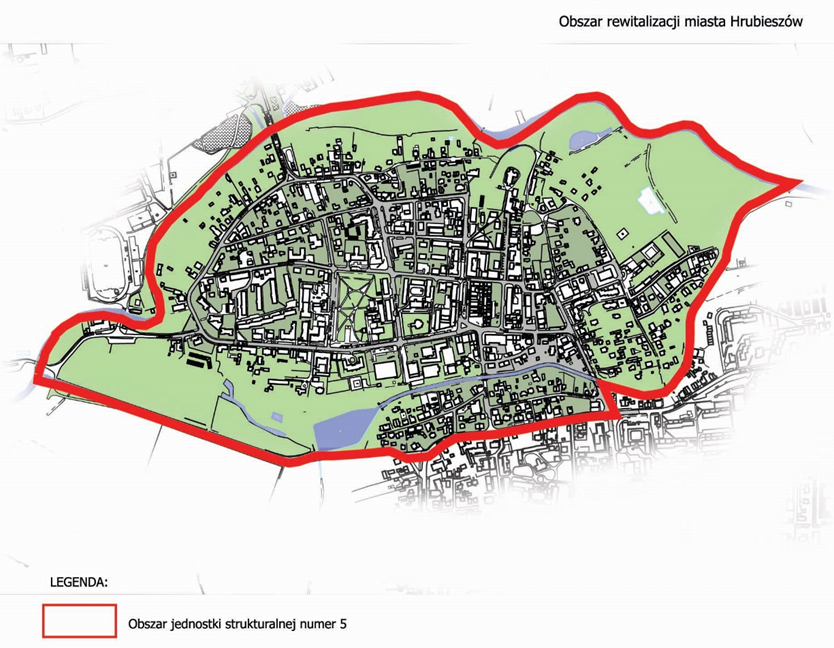 Obszar rewitalizacji miasta Hrubieszów
LEGENDA:
Obszar jednostki strukturalnej numer 5